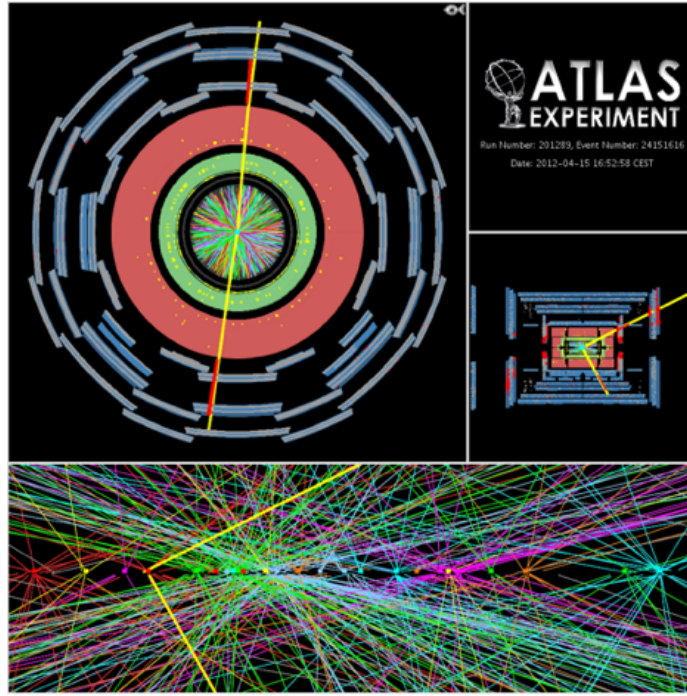 ATLAS
EXPERIMENT
Run Number: 201289, Event Number: 24151616
Date: 2012-04-15 16:52:58 CEST